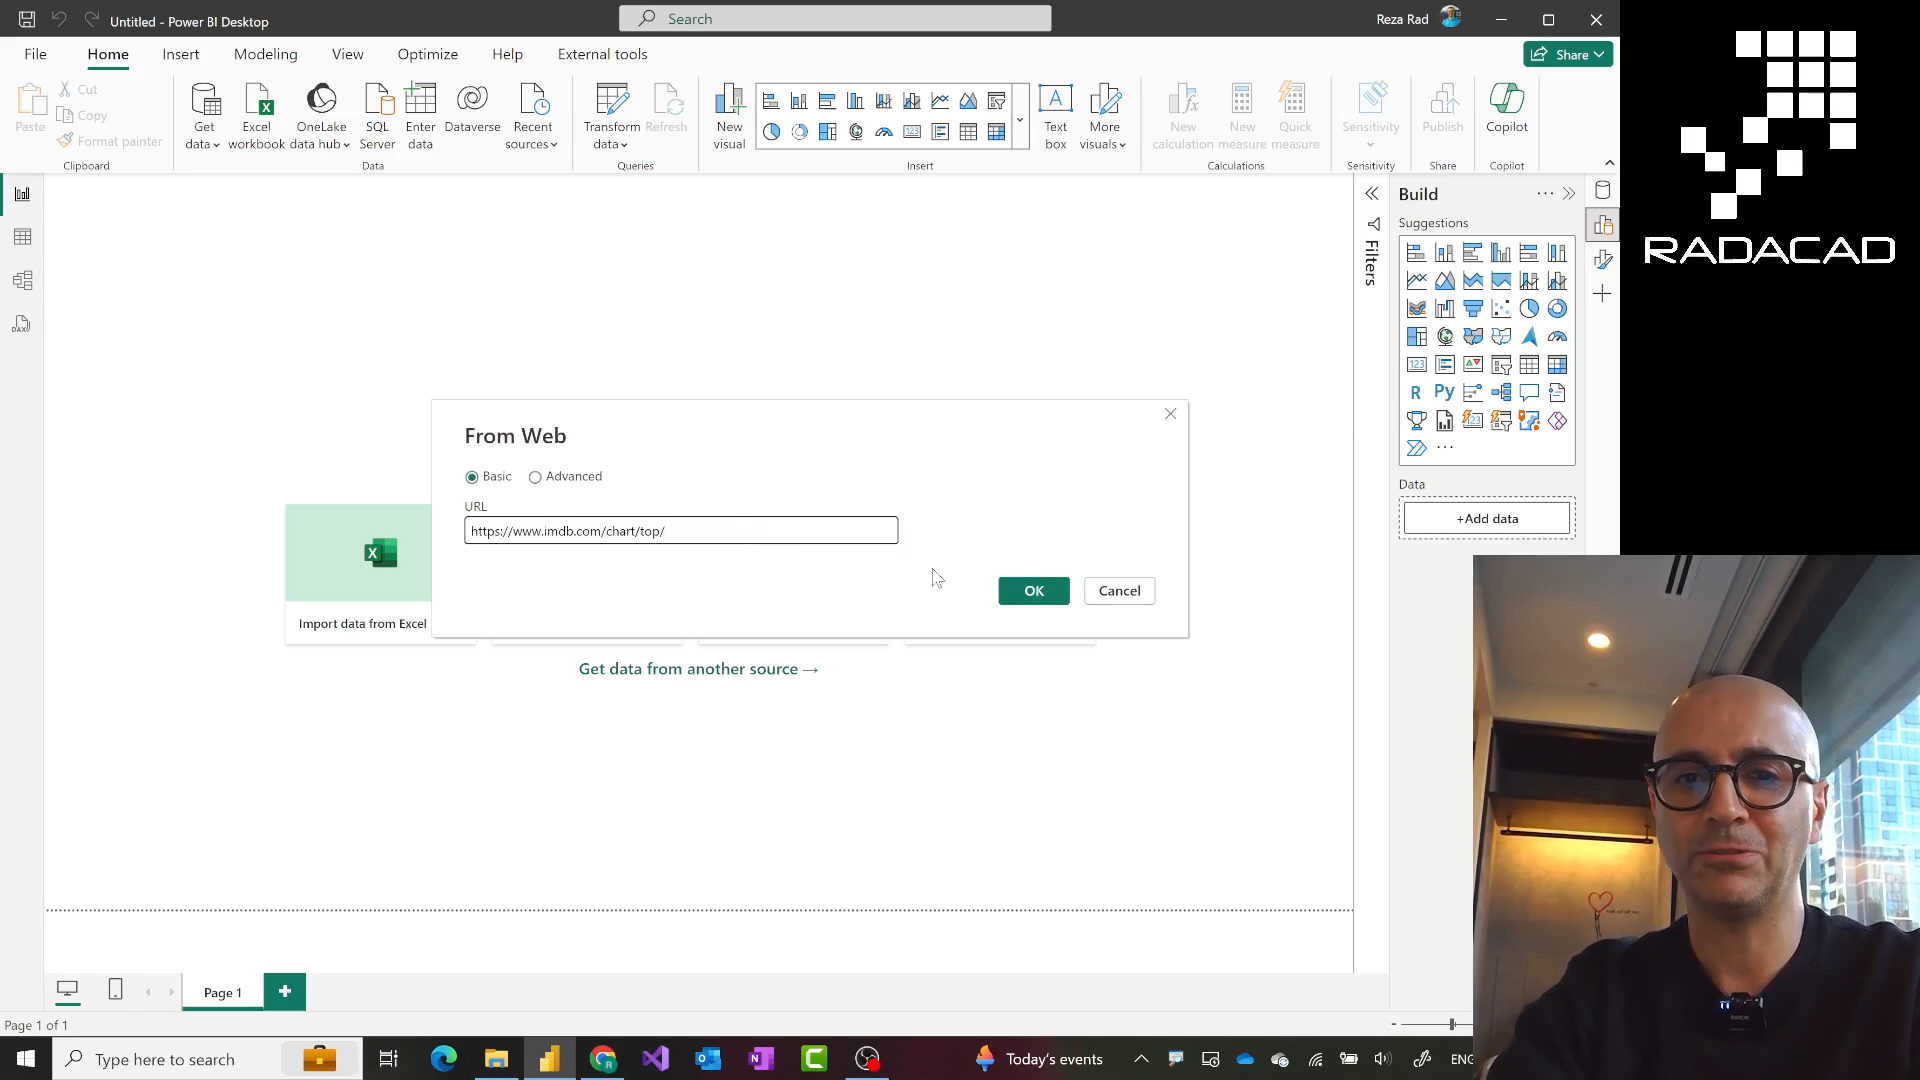 Untitled - Power BI Desktop
Search
Reza Rad
File Home Insert Modeling View Optimize Help External tools
Share
Paste
Cut
Copy
Format painter
Clipboard
Get data
Excel workbook
OneLake data hub
SQL Server
Enter data
Dataverse
Recent sources
Data
Transform data
Refresh
Queries
New visual
Text box
More visuals
Insert
New calculation
New measure
Quick measure
Calculations
Sensitivity
Sensitivity
Publish
Share
Copilot
Copilot
RADACAD
Filters
Build
Suggestions
123
R Py
123
Data
+Add data
DAX
From Web
Basic Advanced
URL
https://www.imdb.com/chart/top/
OK Cancel
Import data from Excel
Get data from another source →
Page 1
Page 1 of 1
Type here to search
Today's events
ENG